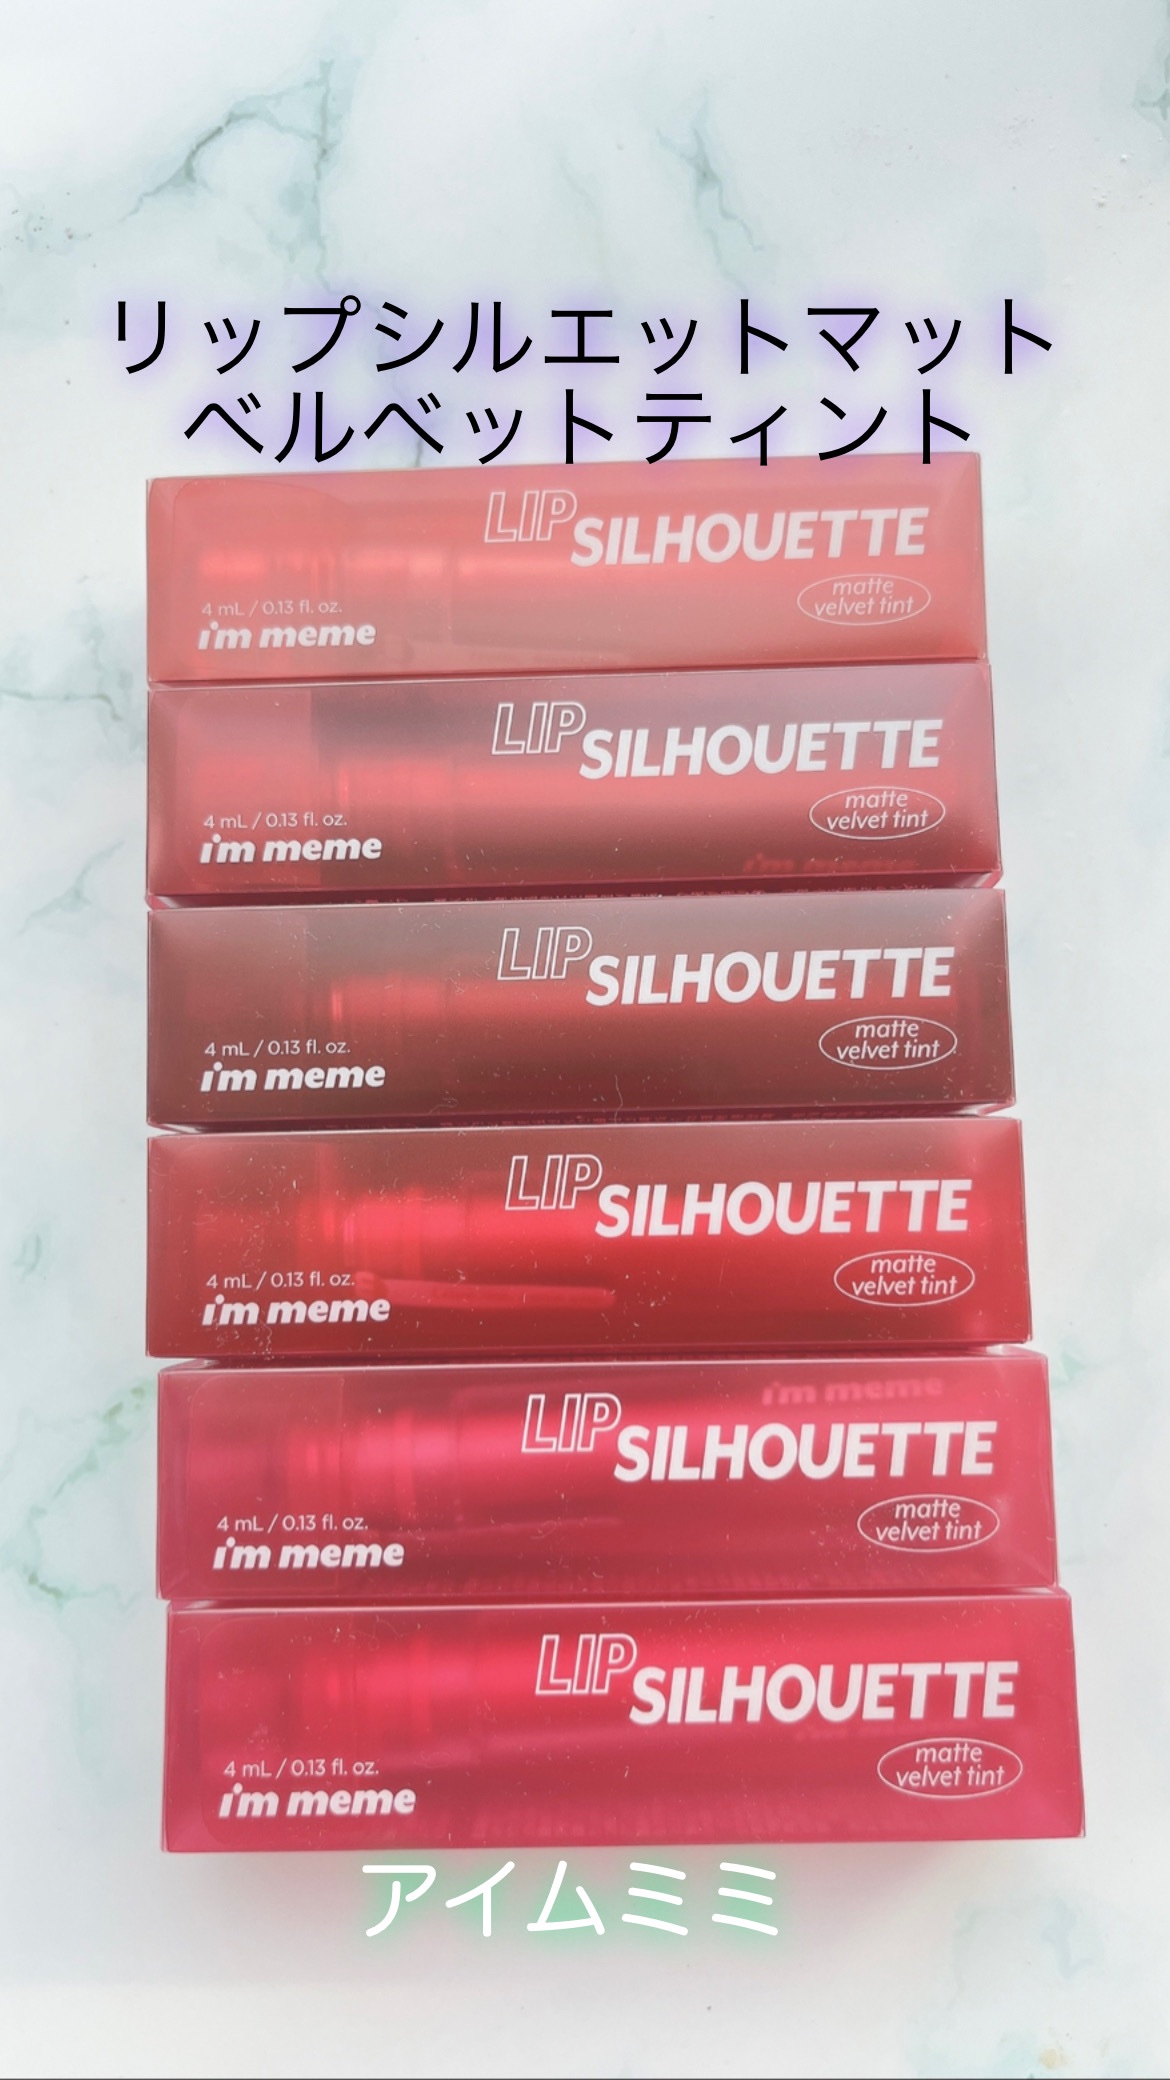 リップシルエットマット
ベルベットティント
LIP SILHOUETTE
matte
velvet tint
4 mL / 0.13 fl. oz.
i'm meme
LIP SILHOUETTE
matte
velvet tint
4 mL / 0.13 fl. oz.
i'm meme
i'm meme
LIP SILHOUETTE
matte
velvet tint
4 mL / 0.13 fl. oz.
i'm meme
LIP SILHOUETTE
matte
velvet tint
4 mL / 0.13 fl. oz.
i'm meme
i'm meme
LIP SILHOUETTE
matte
velvet tint
4 mL / 0.13 fl. oz.
i'm meme
LIP SILHOUETTE
matte
velvet tint
4 mL / 0.13 fl. oz.
i'm meme
アイムミミ